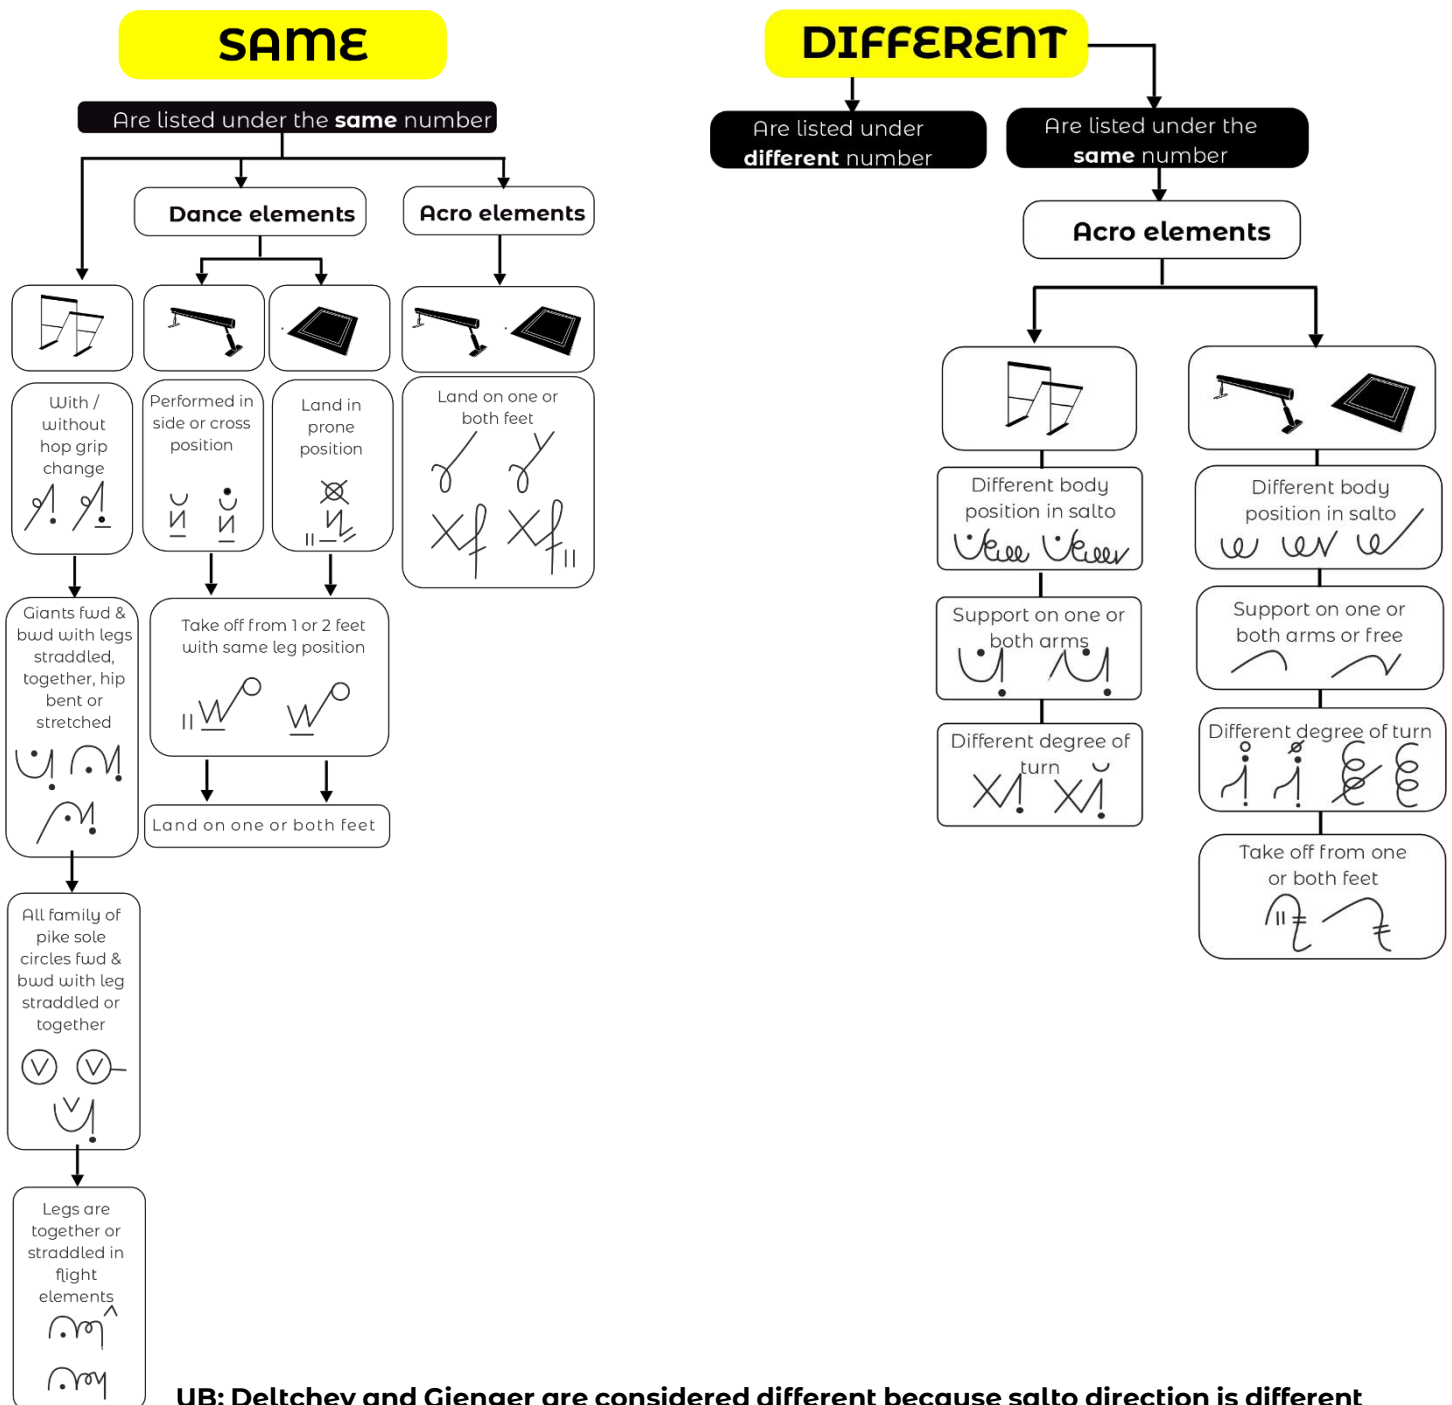 SAME
Are listed under the same number
Dance elements
Acro elements
With /
without
hop grip
change
Performed in
side or cross
position
Land in
prone
position
Land on one or
both feet
Giants fwd &
bwd with legs
straddled,
together, hip
bent or
stretched
Take off from 1 or 2 feet
with same leg position
Land on one or both feet
All family of
pike sole
circles fwd &
bwd with leg
straddled or
together
Legs are
together or
straddled in
flight
elements
DIFFERENT
Are listed under
different number
Are listed under the
same number
Acro elements
Different body
position in salto
Support on one or
both arms
Different degree of
turn
Different body
position in salto
Support on one or
both arms or free
Different degree of turn
Take off from one
or both feet
UB: Deltchev and Gienger are considered different because salto direction is different